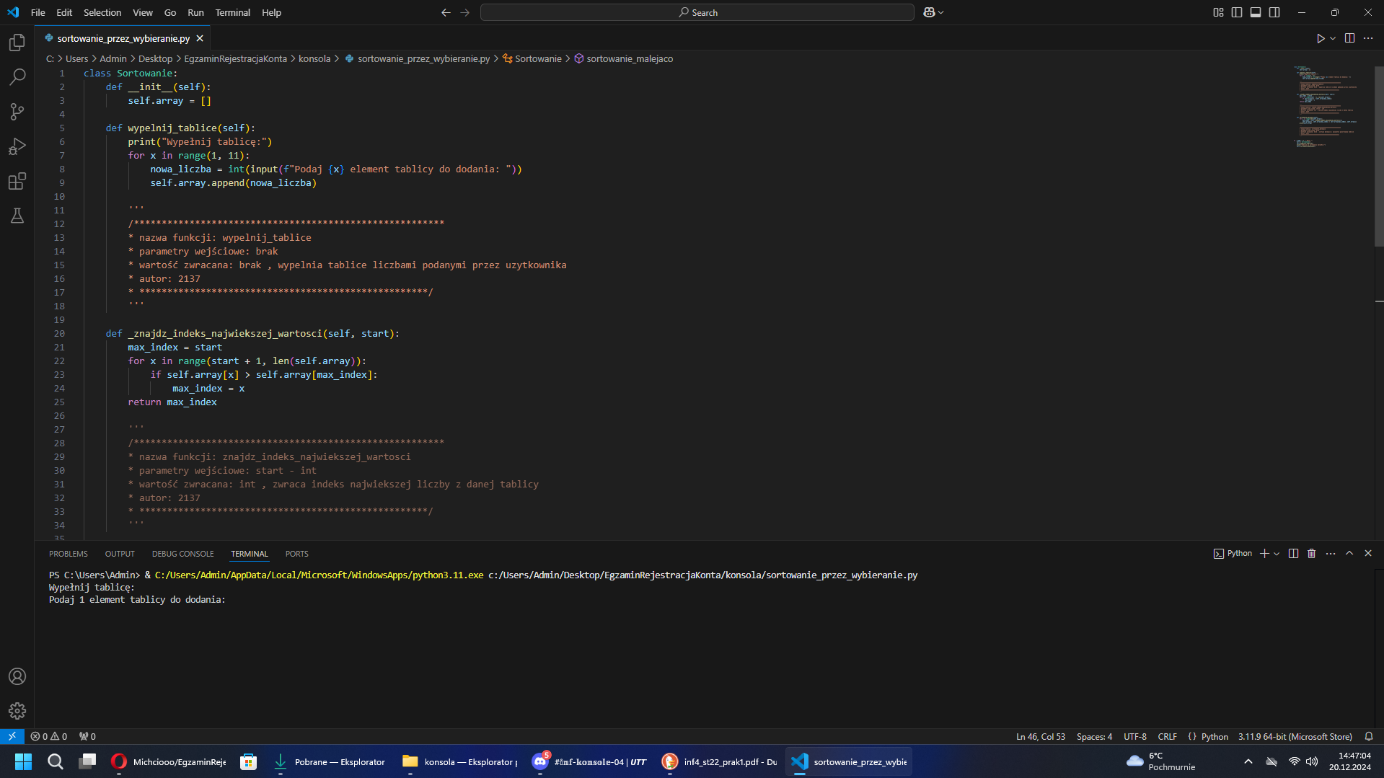 File Edit Selection View Go Run Terminal Help
Search
sortowanie_przez_wybieranie.py
C: > Users > Admin > Desktop > EgzaminRejestracjaKonta > konsola > sortowanie_przez_wybieranie.py > Sortowanie > sortowanie_malejaco
1 class Sortowanie:
2 def __init__(self):
3 self.array = []
4
5 def wypelnij_tablice(self):
6 print("Wypełnij tablicę:")
7 for x in range(1, 11):
8 nowa_liczba = int(input(f"Podaj {x} element tablicy do dodania: "))
9 self.array.append(nowa_liczba)
10
11 '''
12 /********************************************************
13 * nazwa funkcji: wypelnij_tablice
14 * parametry wejściowe: brak
15 * wartość zwracana: brak , wypelnia tablice liczbami podanymi przez uzytkownika
16 * autor: 2137
17 * ****************************************************/
18 '''
19
20 def _znajdz_indeks_najwiekszej_wartosci(self, start):
21 max_index = start
22 for x in range(start + 1, len(self.array)):
23 if self.array[x] > self.array[max_index]:
24 max_index = x
25 return max_index
26
27 '''
28 /********************************************************
29 * nazwa funkcji: znajdz_indeks_najwiekszej_wartosci
30 * parametry wejściowe: start - int
31 * wartość zwracana: int , zwraca indeks najwiekszej liczby z danej tablicy
32 * autor: 2137
33 * ****************************************************/
34 '''
35
PROBLEMS OUTPUT DEBUG CONSOLE TERMINAL PORTS
Python
PS C:\Users\Admin> & C:/Users/Admin/AppData/Local/Microsoft/WindowsApps/python3.11.exe c:/Users/Admin/Desktop/EgzaminRejestracjaKonta/konsola/sortowanie_przez_wybieranie.py
Wypełnij tablicę:
Podaj 1 element tablicy do dodania:
0 0 0
Ln 46, Col 53 Spaces: 4 UTF-8 CRLF {} Python 3.11.9 64-bit (Microsoft Store)
Michciooo/EgzaminReje
Pobrane — Eksplorator
konsola — Eksplorator p
5
-konsole-04 | UTT
inf4_st22_prak1.pdf - Du
sortowanie_przez_wybie
6°C
Pochmurnie
14:47:04
20.12.2024